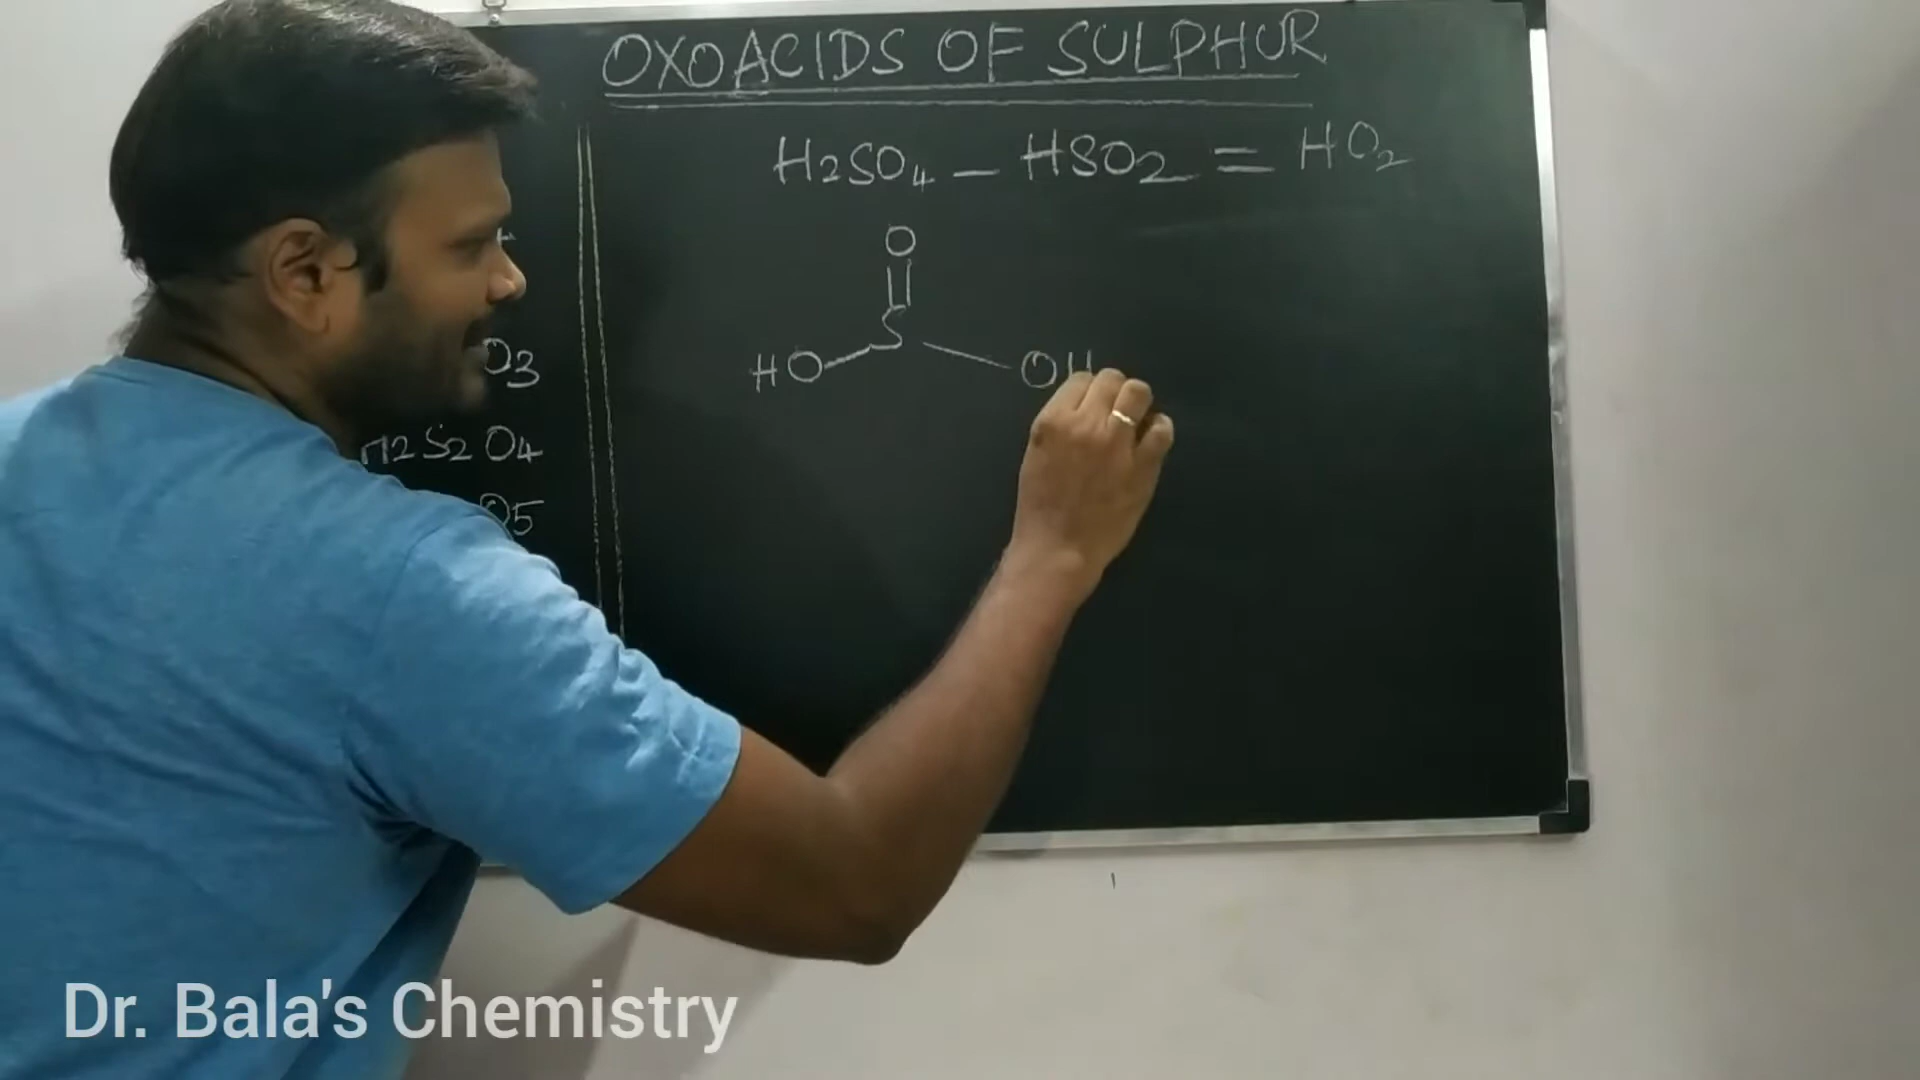 OXOACIDS OF SULPHUR
H2SO4 – HSO2 = HO2
O
S
HO
OH
O3
H2S2O4
O5
Dr. Bala's Chemistry